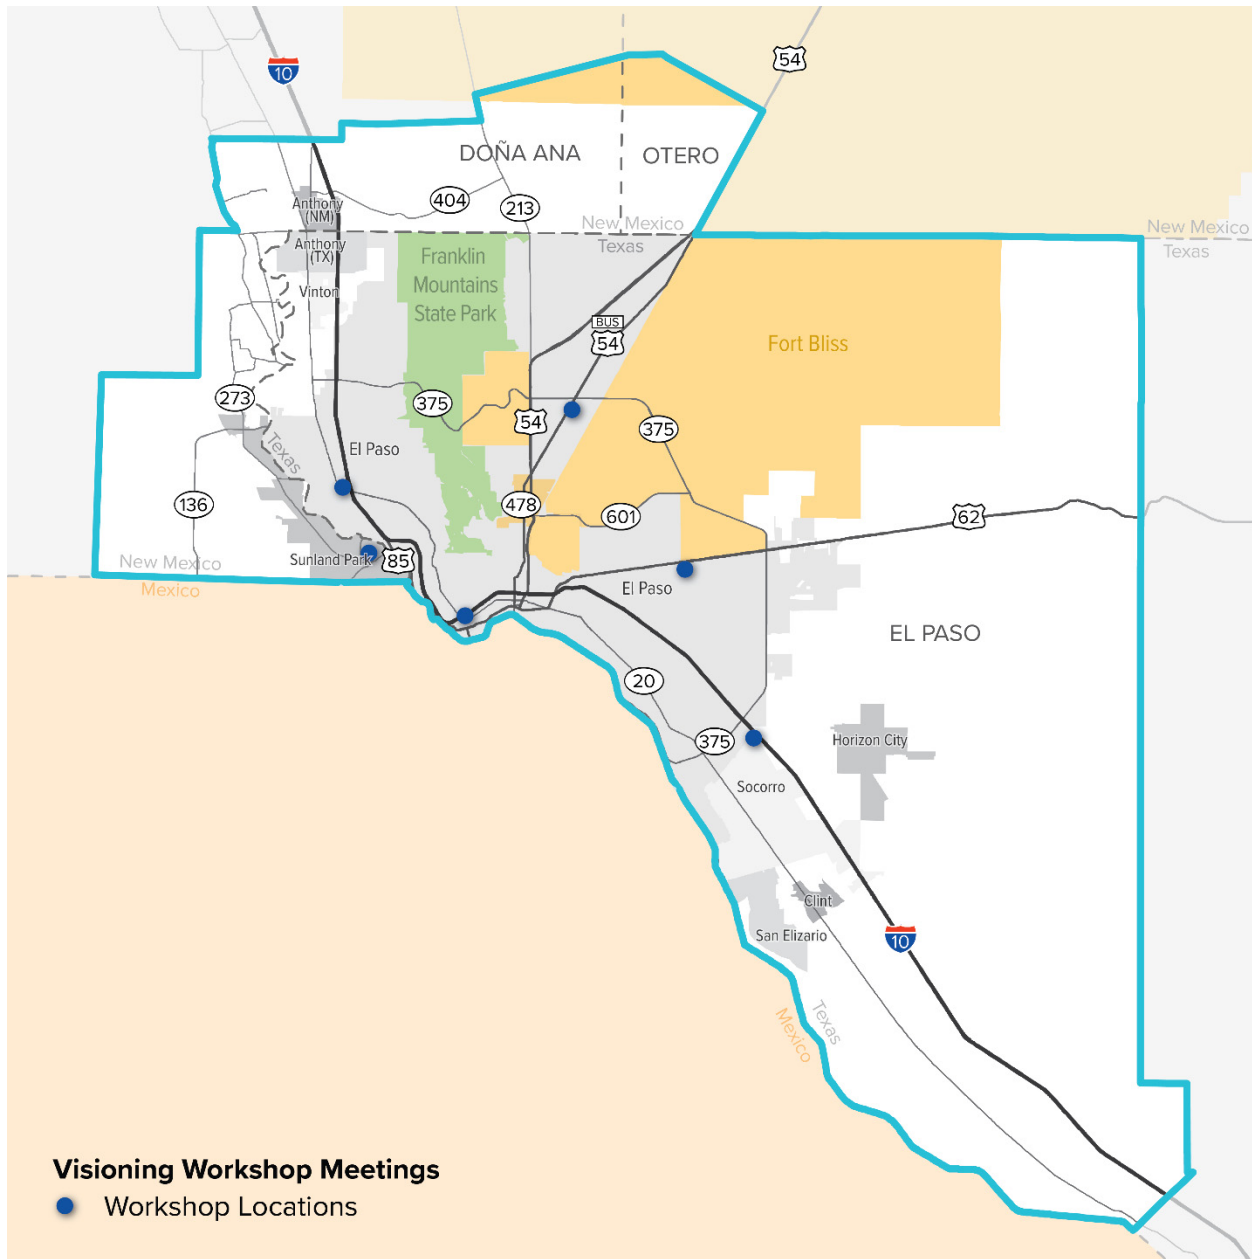 10
54
DOÑA ANA
OTERO
404
213
Anthony
(NM)
New Mexico
Texas
New Mexico
Texas
Anthony
(TX)
Vinton
Franklin
Mountains
State Park
BUS
54
Fort Bliss
273
375
54
375
Texas
El Paso
136
478
601
62
New Mexico
Mexico
Sunland Park
85
El Paso
EL PASO
20
375
Horizon City
Socorro
Clint
San Elizario
10
Texas
Mexico
Visioning Workshop Meetings
Workshop Locations